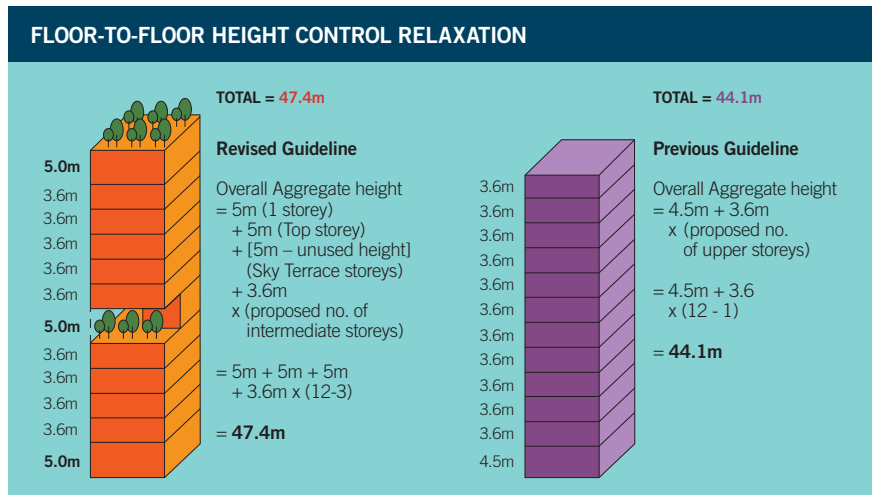 FLOOR-TO-FLOOR HEIGHT CONTROL RELAXATION
TOTAL = 47.4m
Revised Guideline
Overall Aggregate height
= 5m (1 storey)
+ 5m (Top storey)
+ [5m – unused height]
(Sky Terrace storeys)
+ 3.6m
x (proposed no. of
intermediate storeys)
= 5m + 5m + 5m
+ 3.6m x (12-3)
= 47.4m
5.0m
3.6m
3.6m
3.6m
3.6m
3.6m
5.0m
3.6m
3.6m
3.6m
3.6m
5.0m
TOTAL = 44.1m
Previous Guideline
Overall Aggregate height
= 4.5m + 3.6m
x (proposed no.
of upper storeys)
= 4.5m + 3.6
x (12 - 1)
= 44.1m
3.6m
3.6m
3.6m
3.6m
3.6m
3.6m
3.6m
3.6m
3.6m
3.6m
3.6m
4.5m